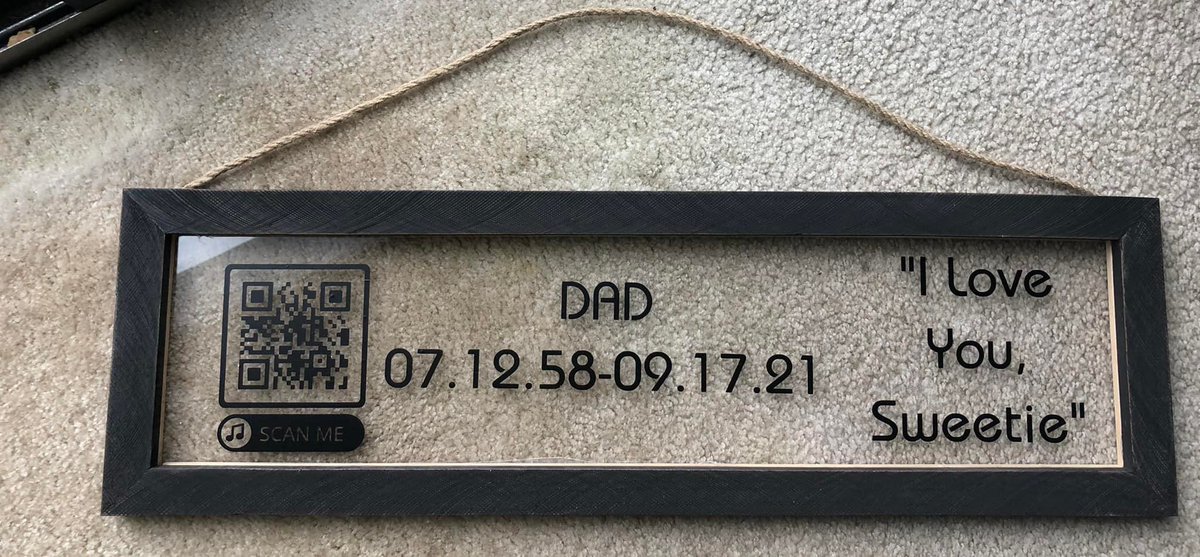 DAD
07.12.58-09.17.21
"I Love
You,
Sweetie"
SCAN ME